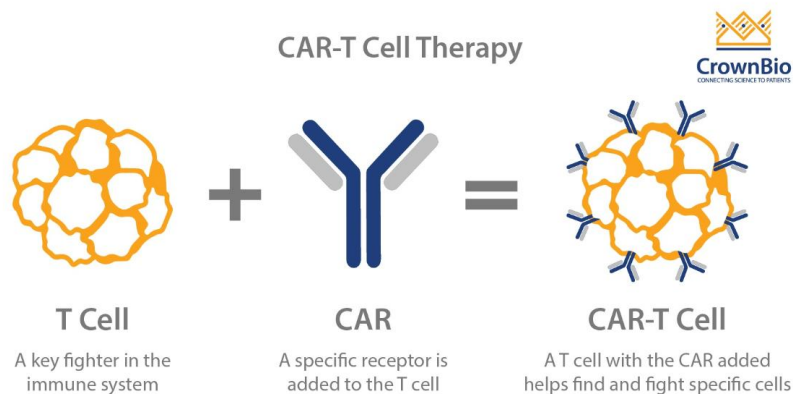 CAR-T Cell Therapy
CrownBio
CONNECTING SCIENCE TO PATIENTS
+
=
T Cell
A key fighter in the
immune system
CAR
A specific receptor is
added to the T cell
CAR-T Cell
A T cell with the CAR added
helps find and fight specific cells